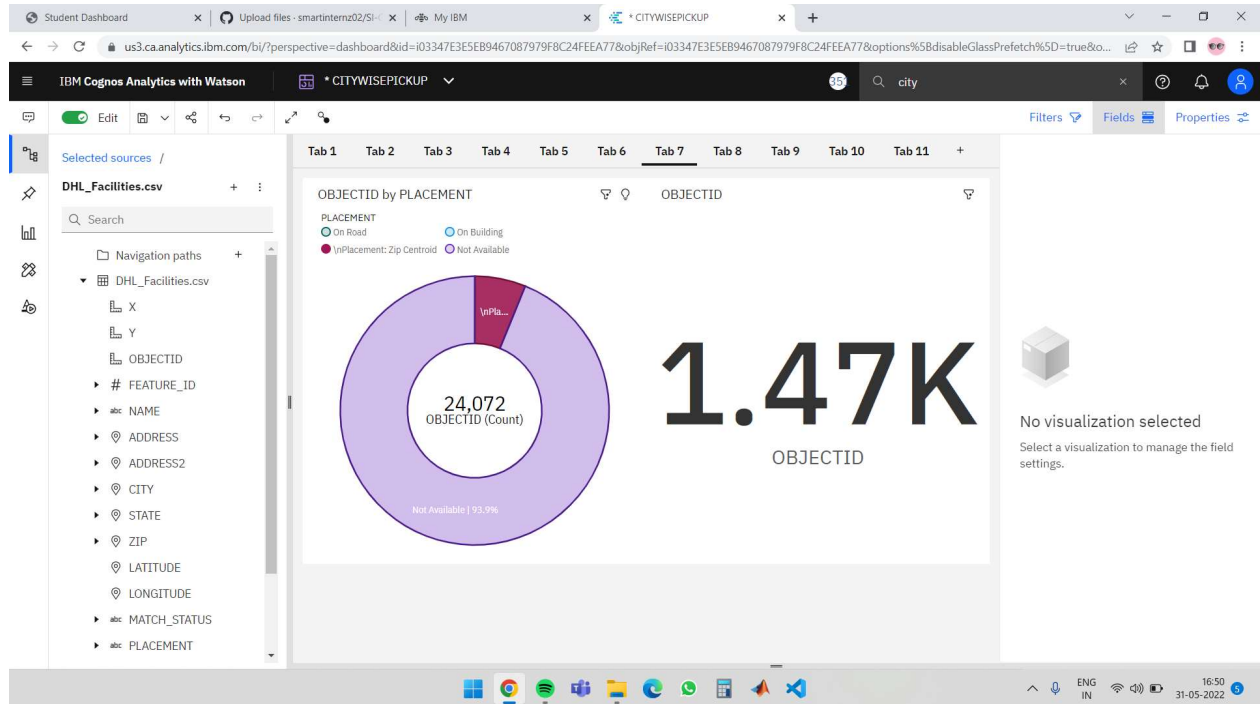 Student Dashboard
Upload files · smartinternz02/SI-
My IBM
* CITYWISEPICKUP
us3.ca.analytics.ibm.com/bi/?perspective=dashboard&id=i03347E3E5EB9467087979F8C24FEEA77&objRef=i03347E3E5EB9467087979F8C24FEEA77&options%5BdisableGlassPrefetch%5D=true&o...
IBM Cognos Analytics with Watson
* CITYWISEPICKUP
city
Edit
Filters
Fields
Properties
Selected sources /
Tab 1 Tab 2 Tab 3 Tab 4 Tab 5 Tab 6 Tab 7 Tab 8 Tab 9 Tab 10 Tab 11 +
DHL_Facilities.csv
Search
Navigation paths
DHL_Facilities.csv
X
Y
OBJECTID
# FEATURE_ID
abc NAME
ADDRESS
ADDRESS2
CITY
STATE
ZIP
LATITUDE
LONGITUDE
abc MATCH_STATUS
abc PLACEMENT
OBJECTID by PLACEMENT
PLACEMENT
On Road
On Building
\nPlacement: Zip Centroid
Not Available
\nPla...
24,072
OBJECTID (Count)
Not Available | 93.9%
OBJECTID
1.47K
OBJECTID
No visualization selected
Select a visualization to manage the field
settings.
ENG
IN
16:50
31-05-2022
5